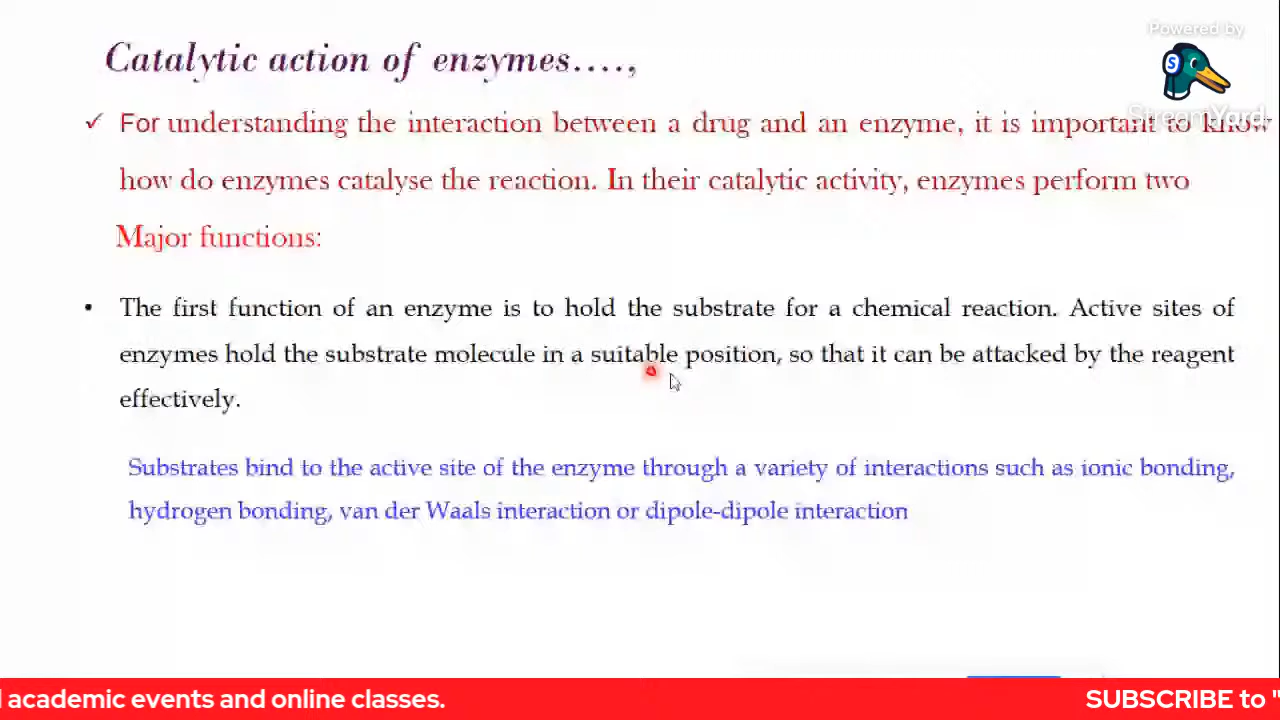 Powered by
Catalytic action of enzymes....,
StreamYard
✓ For understanding the interaction between a drug and an enzyme, it is important to know
how do enzymes catalyse the reaction. In their catalytic activity, enzymes perform two
Major functions:
• The first function of an enzyme is to hold the substrate for a chemical reaction. Active sites of
enzymes hold the substrate molecule in a suitable position, so that it can be attacked by the reagent
effectively.
Substrates bind to the active site of the enzyme through a variety of interactions such as ionic bonding,
hydrogen bonding, van der Waals interaction or dipole-dipole interaction
academic events and online classes. SUBSCRIBE to "